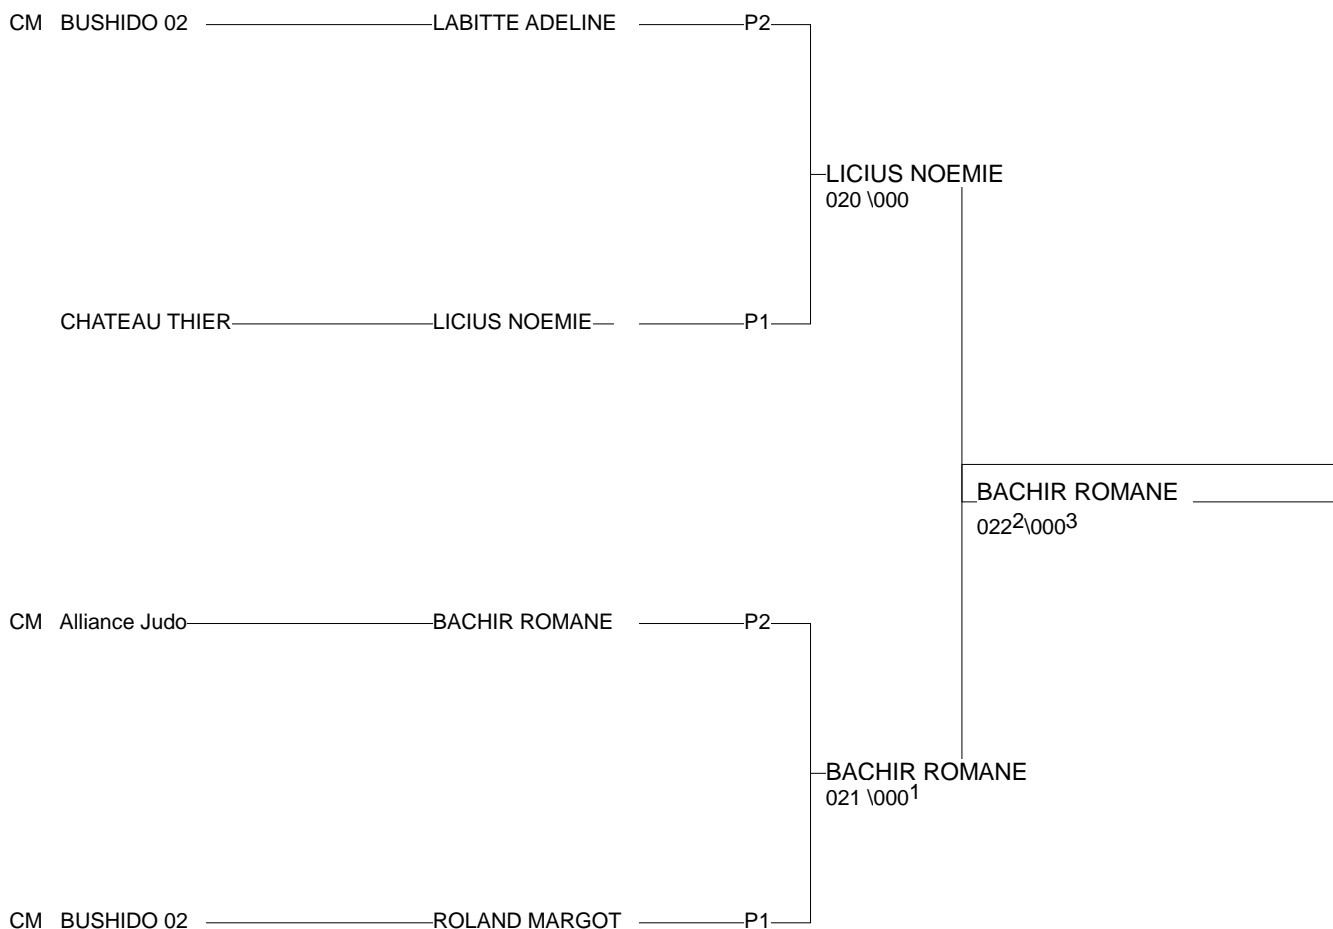 CM BUSHIDO 02 LABITTE ADELINE P2
LICIUS NOEMIE
020 \000
CHATEAU THIER LICIUS NOEMIE P1
BACHIR ROMANE
022² \000³
CM Alliance Judo BACHIR ROMANE P2
BACHIR ROMANE
021 \000¹
CM BUSHIDO 02 ROLAND MARGOT P1